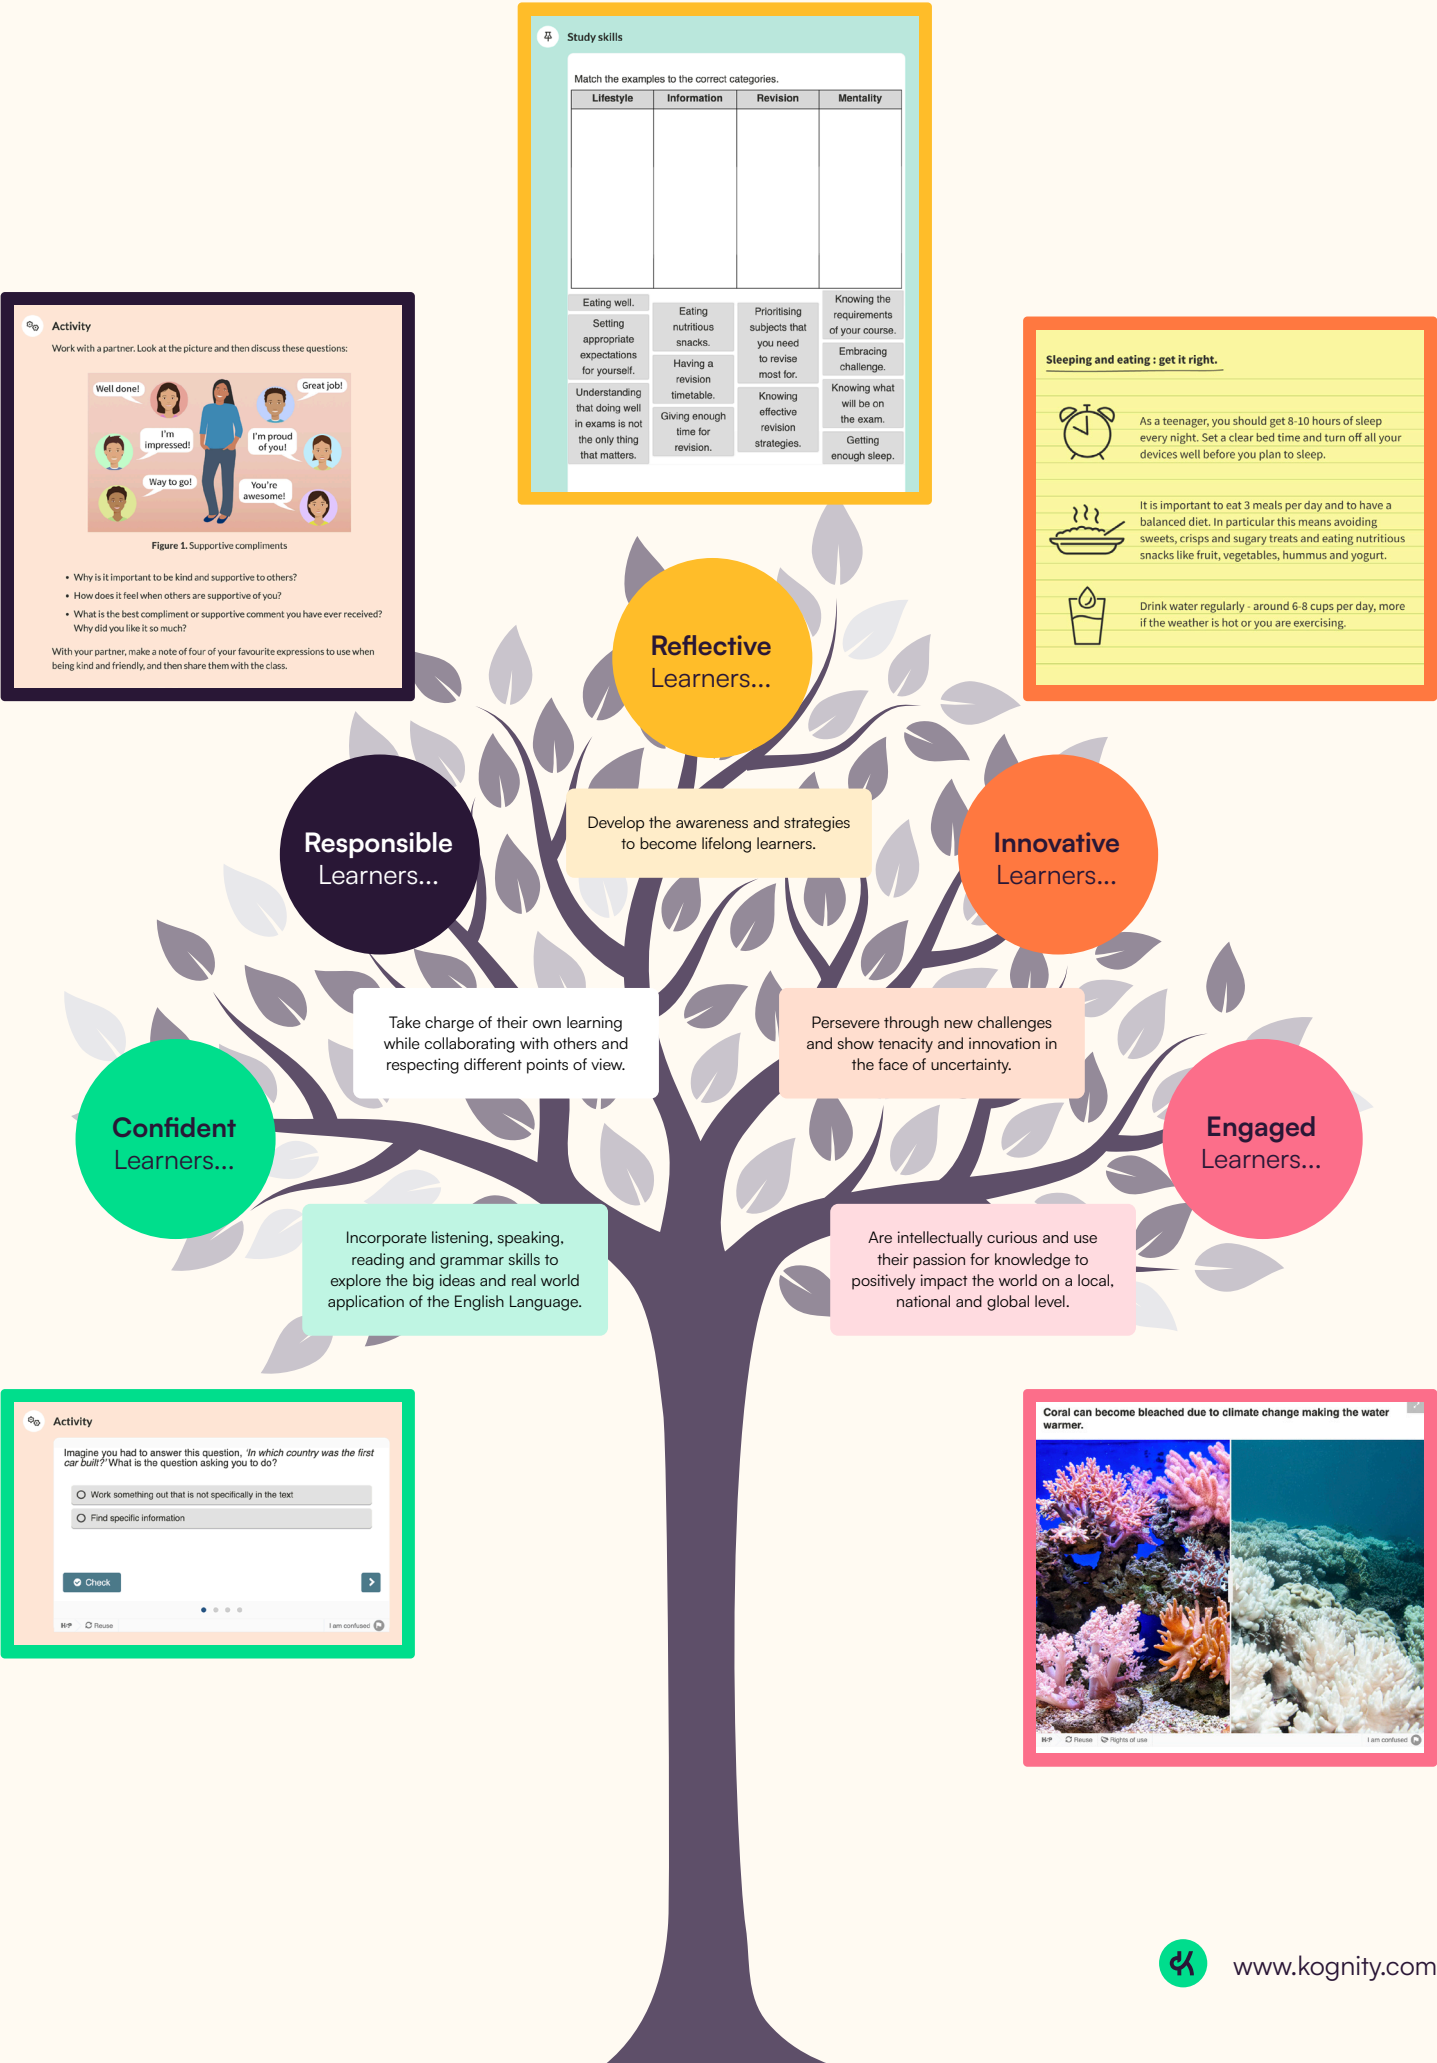 Study skills
Match the examples to the correct categories.
Lifestyle
Information
Revision
Mentality
Eating well.
Setting
appropriate
expectations
for yourself.
Understanding
that doing well
in exams is not
the only thing
that matters.
Eating
nutritious
snacks.
Having a
revision
timetable.
Giving enough
time for
revision.
Prioritising
subjects that
you need
to revise
most for.
Knowing
effective
revision
strategies.
Knowing the
requirements
of your course.
Embracing
challenge.
Knowing what
will be on
the exam.
Getting
enough sleep.
Activity
Work with a partner. Look at the picture and then discuss these questions:
Well done!
Great job!
I'm
impressed!
I'm proud
of you!
Way to go!
You're
awesome!
Figure 1. Supportive compliments
• Why is it important to be kind and supportive to others?
• How does it feel when others are supportive of you?
• What is the best compliment or supportive comment you have ever received?
Why did you like it so much?
With your partner, make a note of four of your favourite expressions to use when
being kind and friendly, and then share them with the class.
Sleeping and eating : get it right.
As a teenager, you should get 8-10 hours of sleep
every night. Set a clear bed time and turn off all your
devices well before you plan to sleep.
It is important to eat 3 meals per day and to have a
balanced diet. In particular this means avoiding
sweets, crisps and sugary treats and eating nutritious
snacks like fruit, vegetables, hummus and yogurt.
Drink water regularly - around 6-8 cups per day, more
if the weather is hot or you are exercising.
Reflective
Learners...
Develop the awareness and strategies
to become lifelong learners.
Responsible
Learners...
Take charge of their own learning
while collaborating with others and
respecting different points of view.
Innovative
Learners...
Persevere through new challenges
and show tenacity and innovation in
the face of uncertainty.
Confident
Learners...
Incorporate listening, speaking,
reading and grammar skills to
explore the big ideas and real world
application of the English Language.
Engaged
Learners...
Are intellectually curious and use
their passion for knowledge to
positively impact the world on a local,
national and global level.
Activity
Imagine you had to answer this question, 'In which country was the first
car built?' What is the question asking you to do?
Work something out that is not specifically in the text
Find specific information
Check
H5P
Reuse
I am confused
Coral can become bleached due to climate change making the water
warmer.
H5P
Reuse
Rights of use
I am confused
www.kognity.com